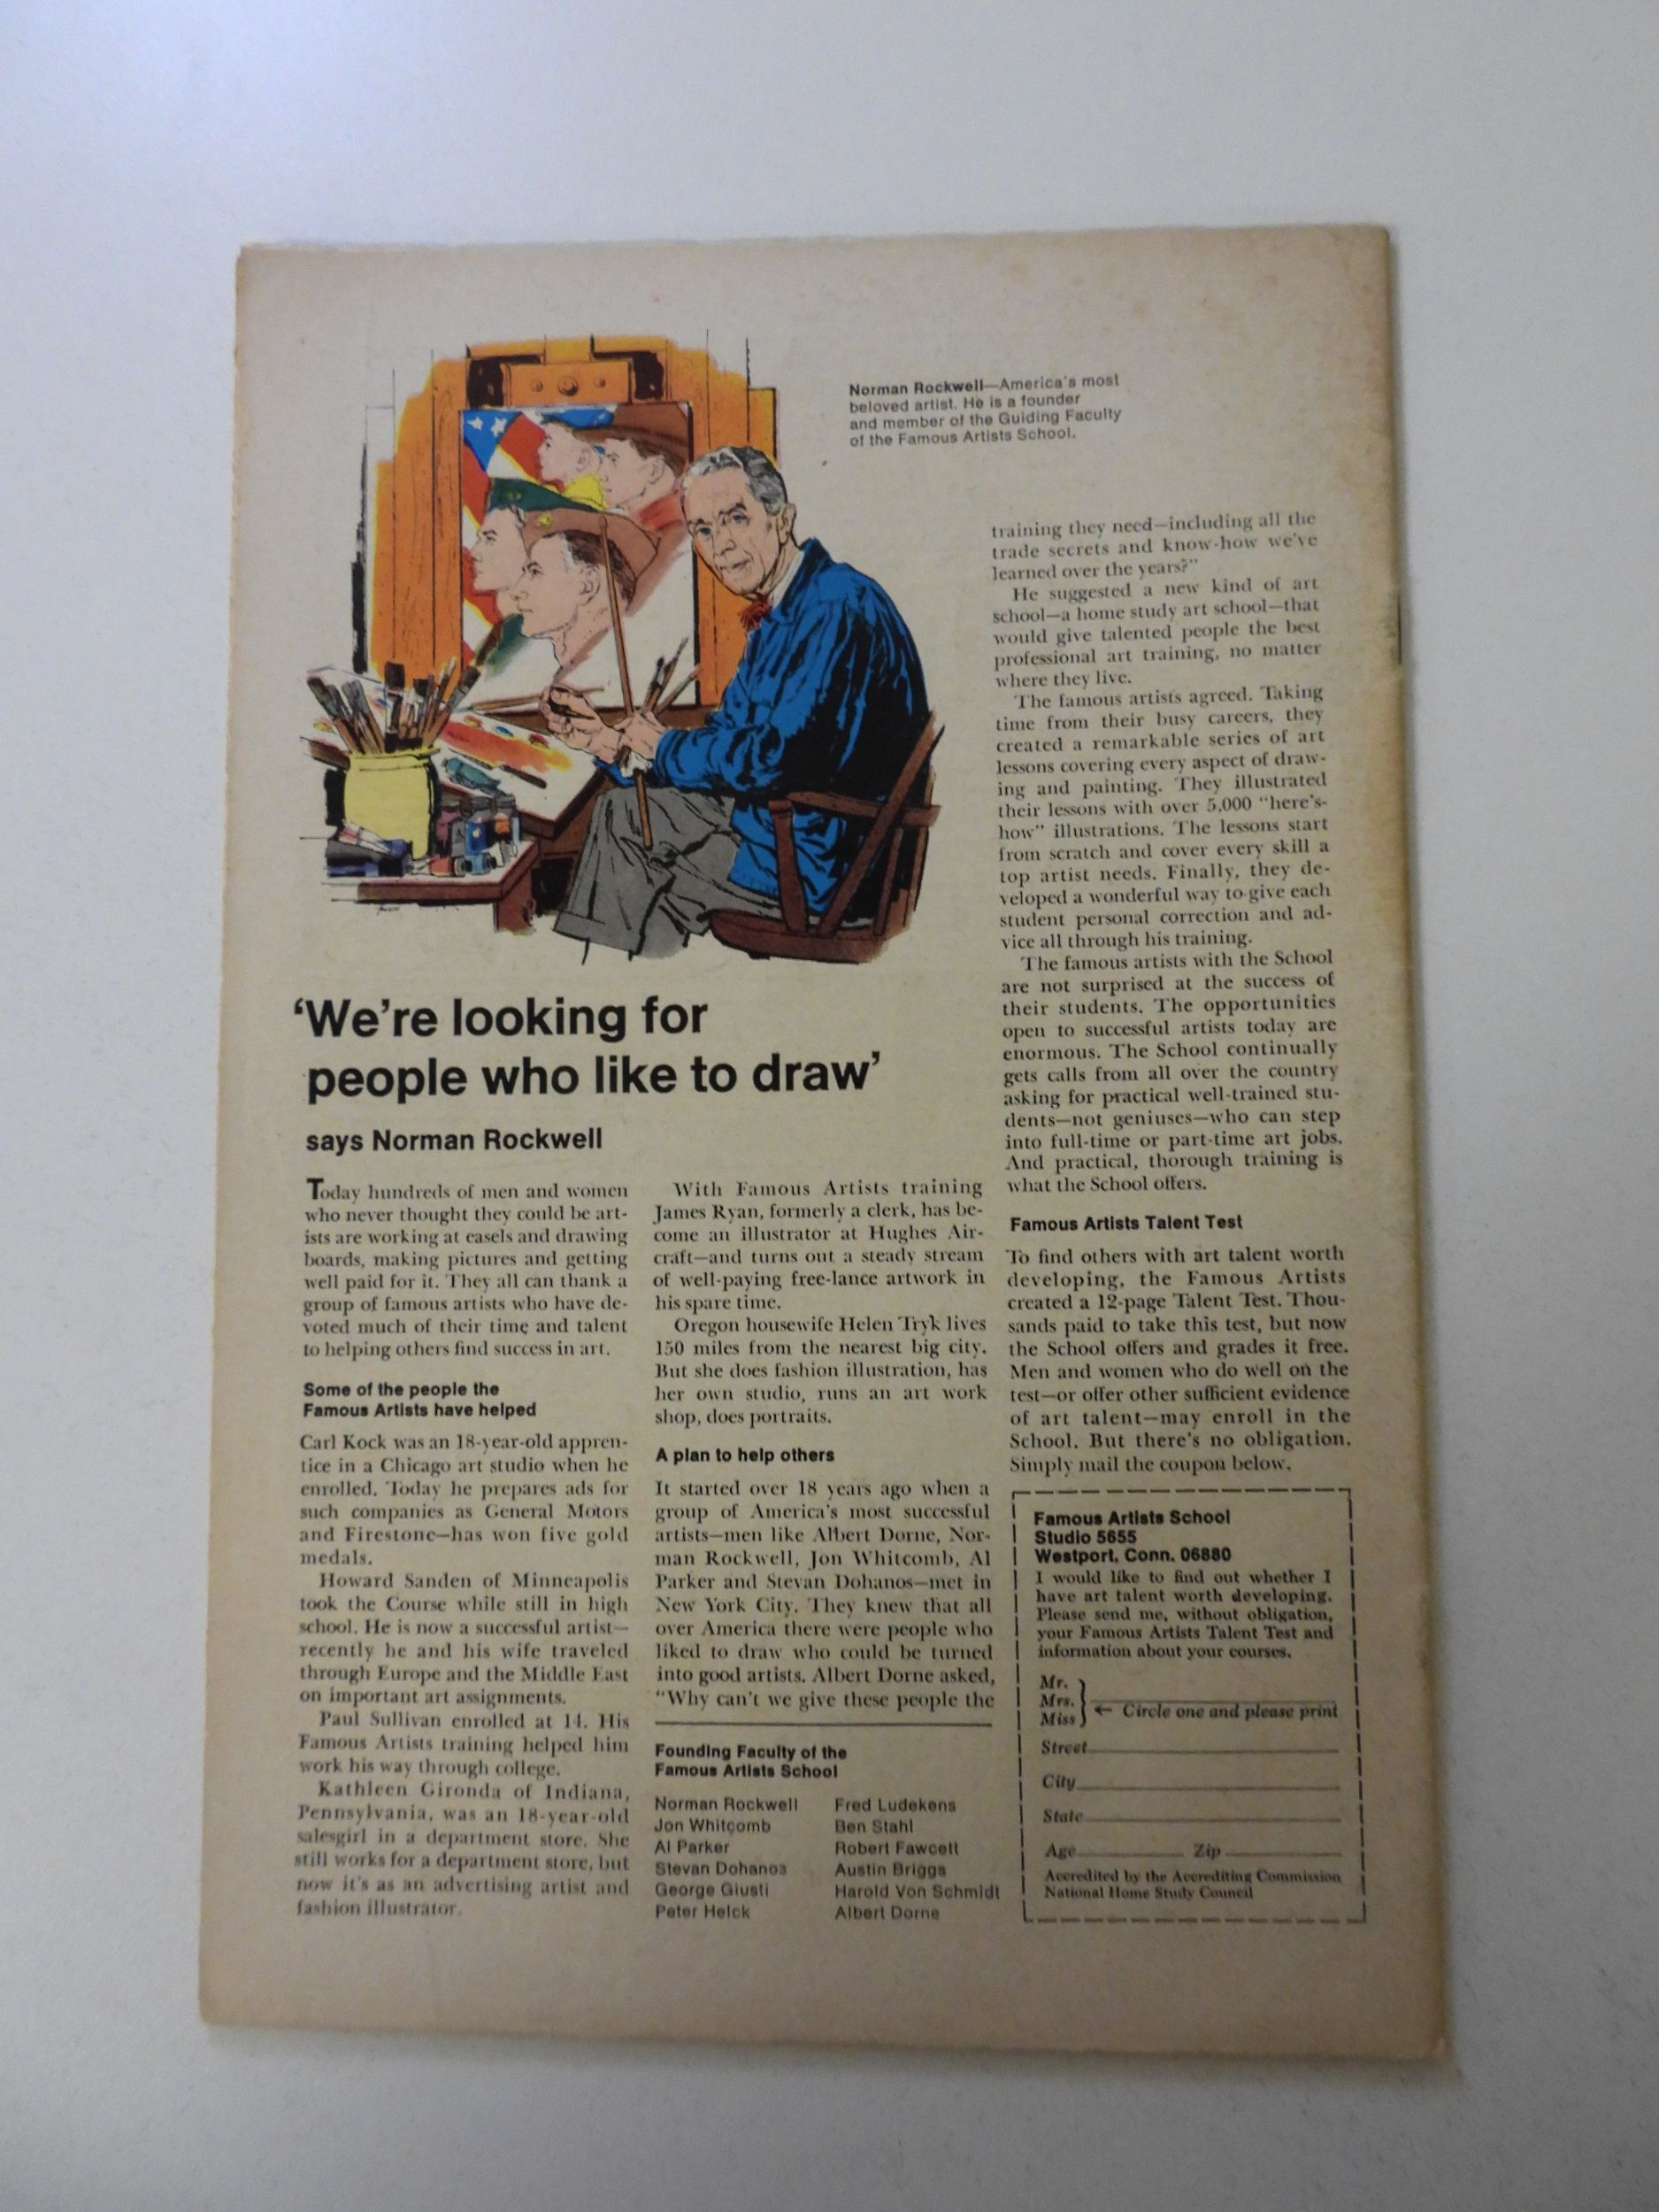 Norman Rockwell—America's most
beloved artist. He is a founder
and member of the Guiding Faculty
of the Famous Artists School.
'We're looking for
people who like to draw'
says Norman Rockwell
Today hundreds of men and women
who never thought they could be art-
ists are working at easels and drawing
boards, making pictures and getting
well paid for it. They all can thank a
group of famous artists who have de-
voted much of their time and talent
to helping others find success in art.
Some of the people the
Famous Artists have helped
Carl Kock was an 18-year-old appren-
tice in a Chicago art studio when he
enrolled. Today he prepares ads for
such companies as General Motors
and Firestone—has won five gold
medals.
Howard Sanden of Minneapolis
took the Course while still in high
school. He is now a successful artist—
recently he and his wife traveled
through Europe and the Middle East
on important art assignments.
Paul Sullivan enrolled at 14. His
Famous Artists training helped him
work his way through college.
Kathleen Gironda of Indiana,
Pennsylvania, was an 18-year-old
salesgirl in a department store. She
still works for a department store, but
now it's as an advertising artist and
fashion illustrator.
With Famous Artists training
James Ryan, formerly a clerk, has be-
come an illustrator at Hughes Air-
craft—and turns out a steady stream
of well-paying free-lance artwork in
his spare time.
Oregon housewife Helen Tryk lives
150 miles from the nearest big city.
But she does fashion illustration, has
her own studio, runs an art work
shop, does portraits.
A plan to help others
It started over 18 years ago when a
group of America's most successful
artists—men like Albert Dorne, Nor-
man Rockwell, Jon Whitcomb, Al
Parker and Stevan Dohanos—met in
New York City. They knew that all
over America there were people who
liked to draw who could be turned
into good artists. Albert Dorne asked,
"Why can't we give these people the
Founding Faculty of the
Famous Artists School
Norman Rockwell
Jon Whitcomb
Al Parker
Stevan Dohanos
George Giusti
Peter Helck
Fred Ludekens
Ben Stahl
Robert Fawcett
Austin Briggs
Harold Von Schmidt
Albert Dorne
training they need—including all the
trade secrets and know-how we've
learned over the years?"
He suggested a new kind of art
school—a home study art school—that
would give talented people the best
professional art training, no matter
where they live.
The famous artists agreed. Taking
time from their busy careers, they
created a remarkable series of art
lessons covering every aspect of draw-
ing and painting. They illustrated
their lessons with over 5,000 "here's-
how" illustrations. The lessons start
from scratch and cover every skill a
top artist needs. Finally, they de-
veloped a wonderful way to give each
student personal correction and ad-
vice all through his training.
The famous artists with the School
are not surprised at the success of
their students. The opportunities
open to successful artists today are
enormous. The School continually
gets calls from all over the country
asking for practical well-trained stu-
dents—not geniuses—who can step
into full-time or part-time art jobs.
And practical, thorough training is
what the School offers.
Famous Artists Talent Test
To find others with art talent worth
developing, the Famous Artists
created a 12-page Talent Test. Thou-
sands paid to take this test, but now
the School offers and grades it free.
Men and women who do well on the
test—or offer other sufficient evidence
of art talent—may enroll in the
School. But there's no obligation.
Simply mail the coupon below.
Famous Artists School
Studio 5655
Westport, Conn. 06880
I would like to find out whether I
have art talent worth developing.
Please send me, without obligation,
your Famous Artists Talent Test and
information about your courses.
Mr.
Mrs.
Miss
← Circle one and please print
Street
City
State
Age Zip
Accredited by the Accrediting Commission
National Home Study Council